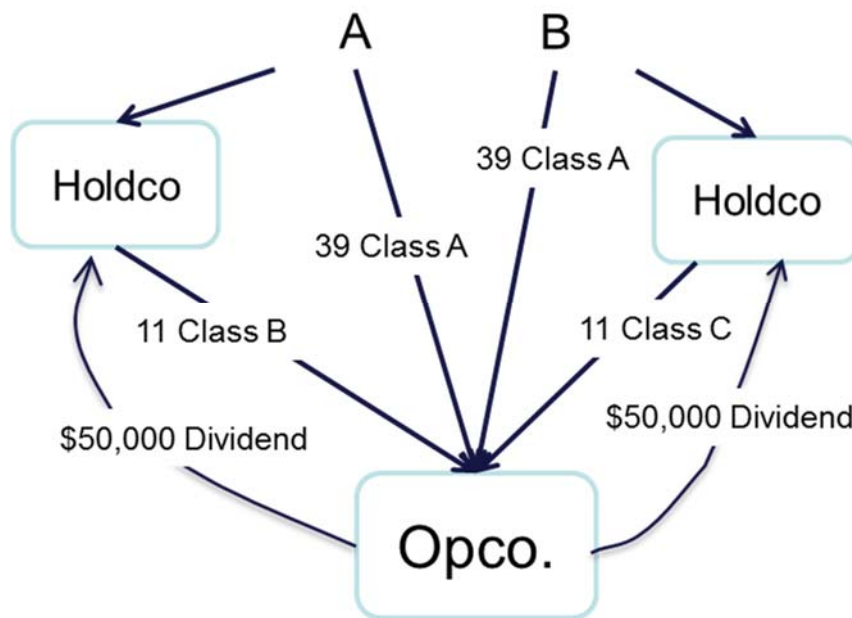 A
B
Holdco
39 Class A
Holdco
39 Class A
11 Class B
11 Class C
$50,000 Dividend
$50,000 Dividend
Opco.